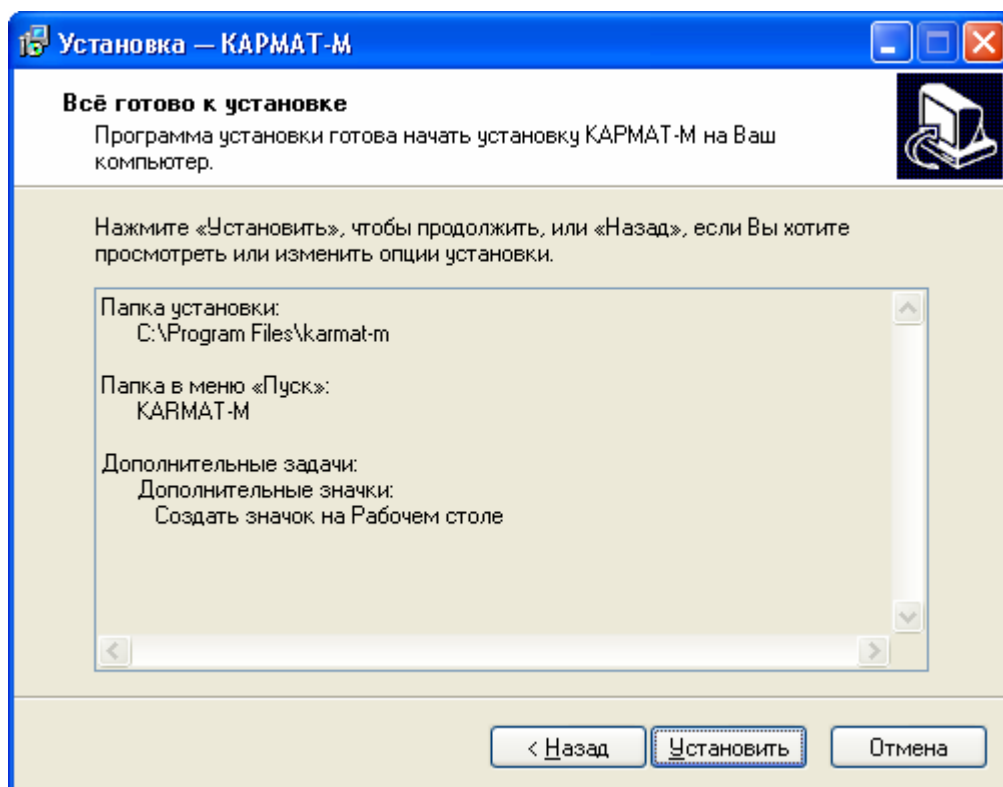 Установка — КАРМАТ-М
Всё готово к установке
Программа установки готова начать установку КАРМАТ-М на Ваш
компьютер.
Нажмите «Установить», чтобы продолжить, или «Назад», если Вы хотите
просмотреть или изменить опции установки.
Папка установки:
C:\Program Files\karmat-m
Папка в меню «Пуск»:
KARMAT-M
Дополнительные задачи:
Дополнительные значки:
Создать значок на Рабочем столе
< Назад
Установить
Отмена